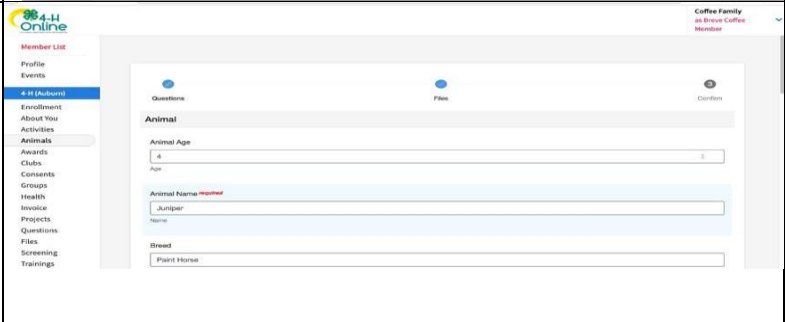 4-H
Online
Coffee Family
as Breve Coffee
Member
Member List
Profile
Events
4-H (Auburn)
Enrollment
About You
Activities
Animals
Awards
Clubs
Consents
Groups
Health
Invoice
Projects
Questions
Files
Screening
Trainings
Questions
Files
3
Confirm
Animal
Animal Age
4
Age
Animal Name required
Juniper
Name
Breed
Paint Horse